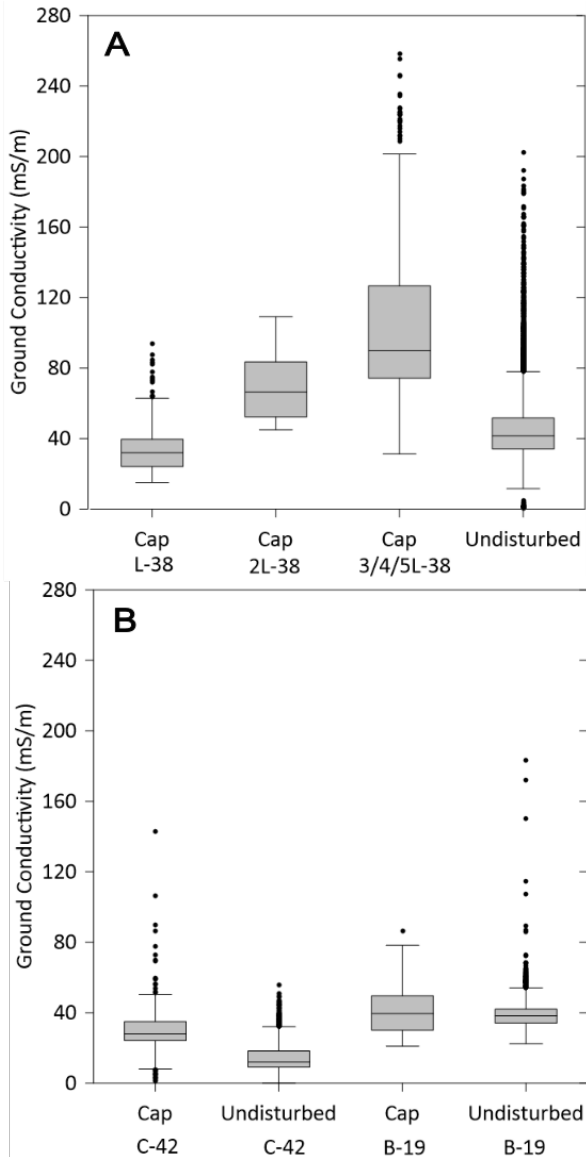 A
Ground Conductivity (mS/m)
280
240
200
160
120
80
40
0
Cap Cap Cap Undisturbed
L-38 2L-38 3/4/5L-38
B
Ground Conductivity (mS/m)
280
240
200
160
120
80
40
0
Cap Undisturbed Cap Undisturbed
C-42 C-42 B-19 B-19